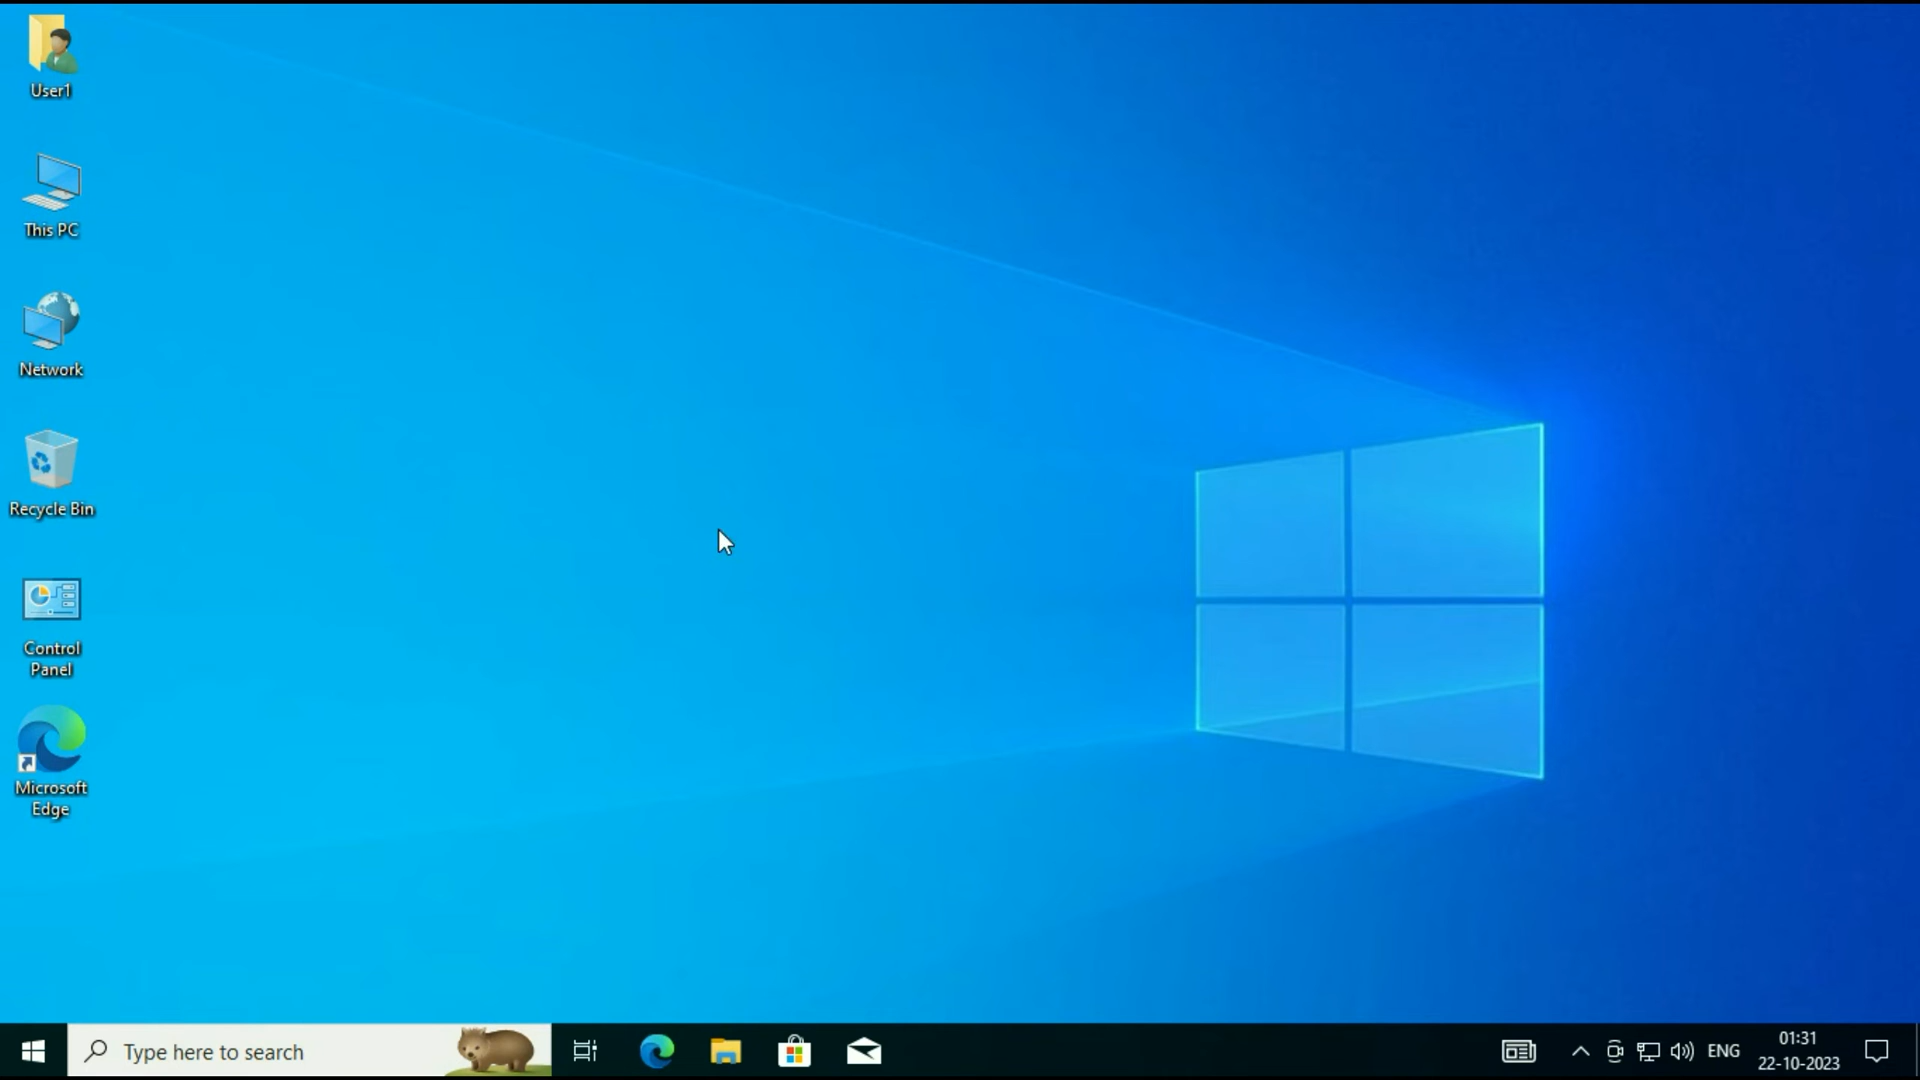 User1
This PC
Network
Recycle Bin
Control
Panel
Microsoft
Edge
Type here to search
ENG
01:31
22-10-2023